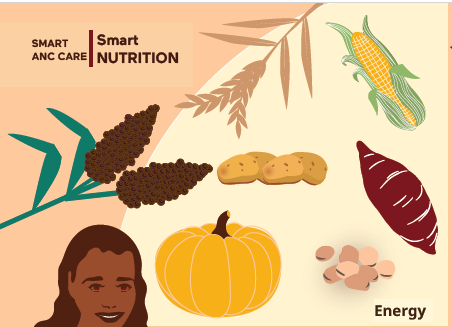 SMART
ANC CARE
Smart
NUTRITION
Energy